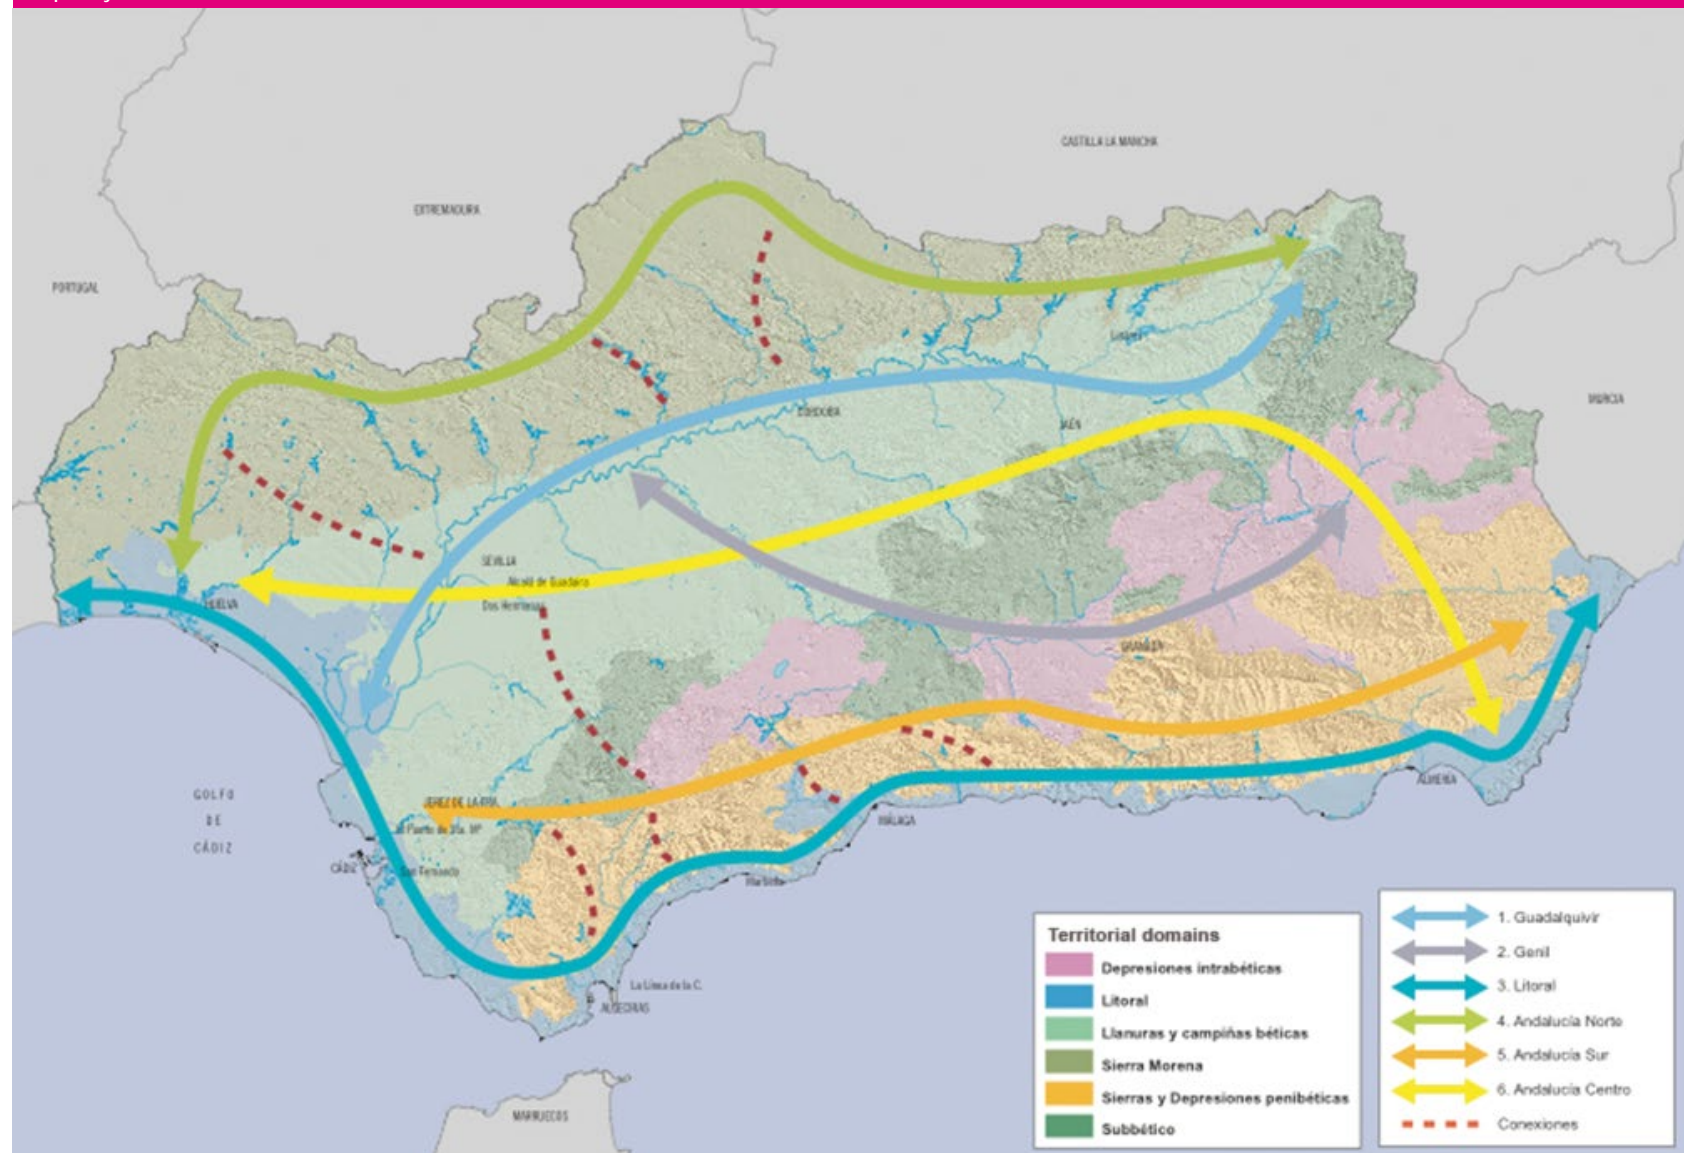 CASTILLA LA MANCHA
EXTREMADURA
PORTUGAL
MURCIA
Linares
CÓRDOBA
JAÉN
SEVILLA
Alcalá de Guadaira
Dos Hermanas
HUELVA
GRANADA
GOLFO
DE
CÁDIZ
JEREZ DE LA FRA.
El Puerto de Sta. Mª
CÁDIZ
San Fernando
ALMERÍA
MÁLAGA
Marbella
La Línea de la C.
ALGECIRAS
MARRUECOS
Territorial domains
Depresiones intrabéticas
Litoral
Llanuras y campiñas béticas
Sierra Morena
Sierras y Depresiones penibéticas
Subbético
1. Guadalquivir
2. Genil
3. Litoral
4. Andalucía Norte
5. Andalucía Sur
6. Andalucía Centro
Conexiones